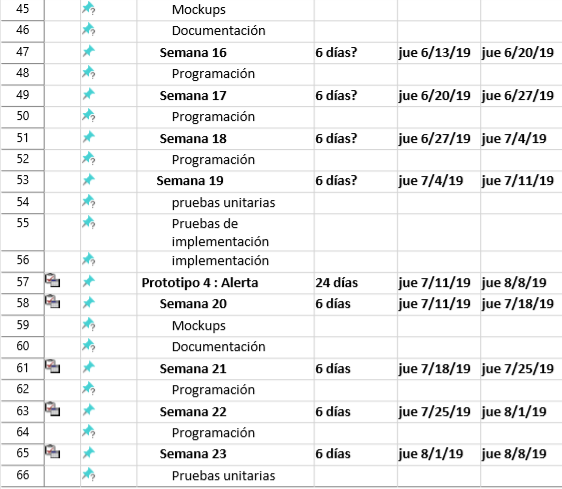 45 Mockups
46 Documentación
47 Semana 16 6 días? jue 6/13/19 jue 6/20/19
48 Programación
49 Semana 17 6 días? jue 6/20/19 jue 6/27/19
50 Programación
51 Semana 18 6 días? jue 6/27/19 jue 7/4/19
52 Programación
53 Semana 19 6 días? jue 7/4/19 jue 7/11/19
54 pruebas unitarias
55 Pruebas de
implementación
56 implementación
57 Prototipo 4 : Alerta 24 días jue 7/11/19 jue 8/8/19
58 Semana 20 6 días jue 7/11/19 jue 7/18/19
59 Mockups
60 Documentación
61 Semana 21 6 días jue 7/18/19 jue 7/25/19
62 Programación
63 Semana 22 6 días jue 7/25/19 jue 8/1/19
64 Programación
65 Semana 23 6 días jue 8/1/19 jue 8/8/19
66 Pruebas unitarias